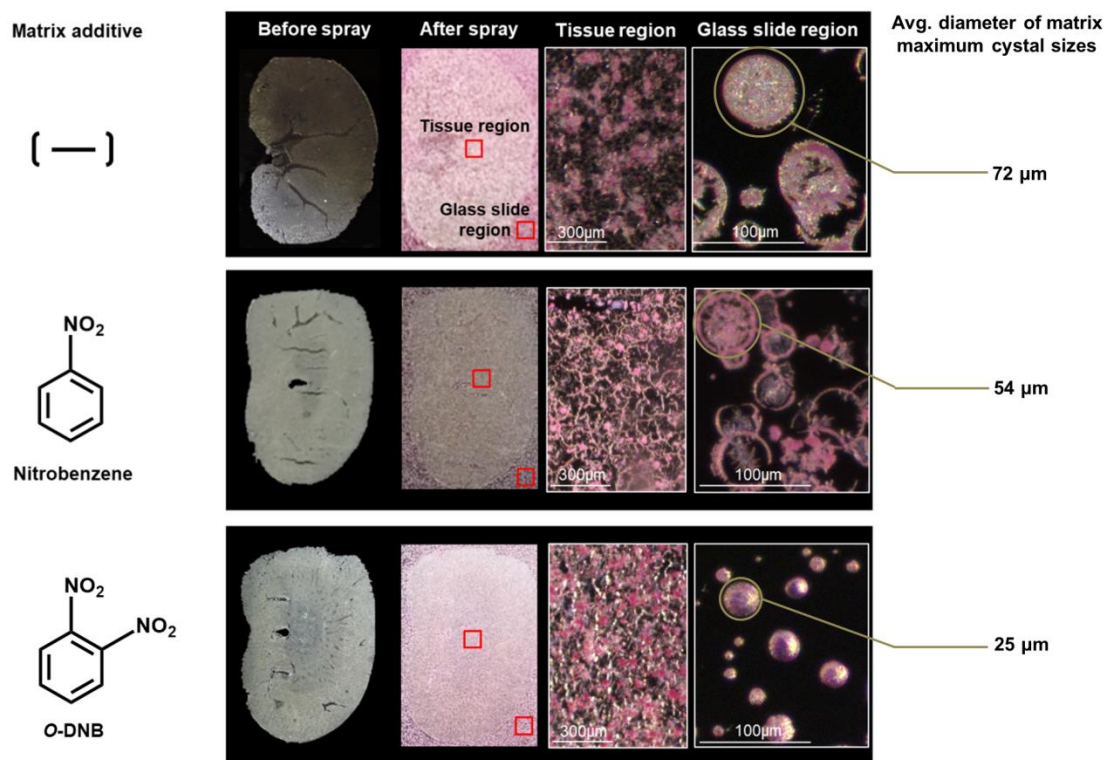 Matrix additive
Before spray
After spray
Tissue region
Glass slide region
Avg. diameter of matrix
maximum cystal sizes
Tissue region
Glass slide
region
300μm
100μm
72 μm
NO2
Nitrobenzene
300μm
100μm
54 μm
NO2
NO2
O-DNB
300μm
100μm
25 μm